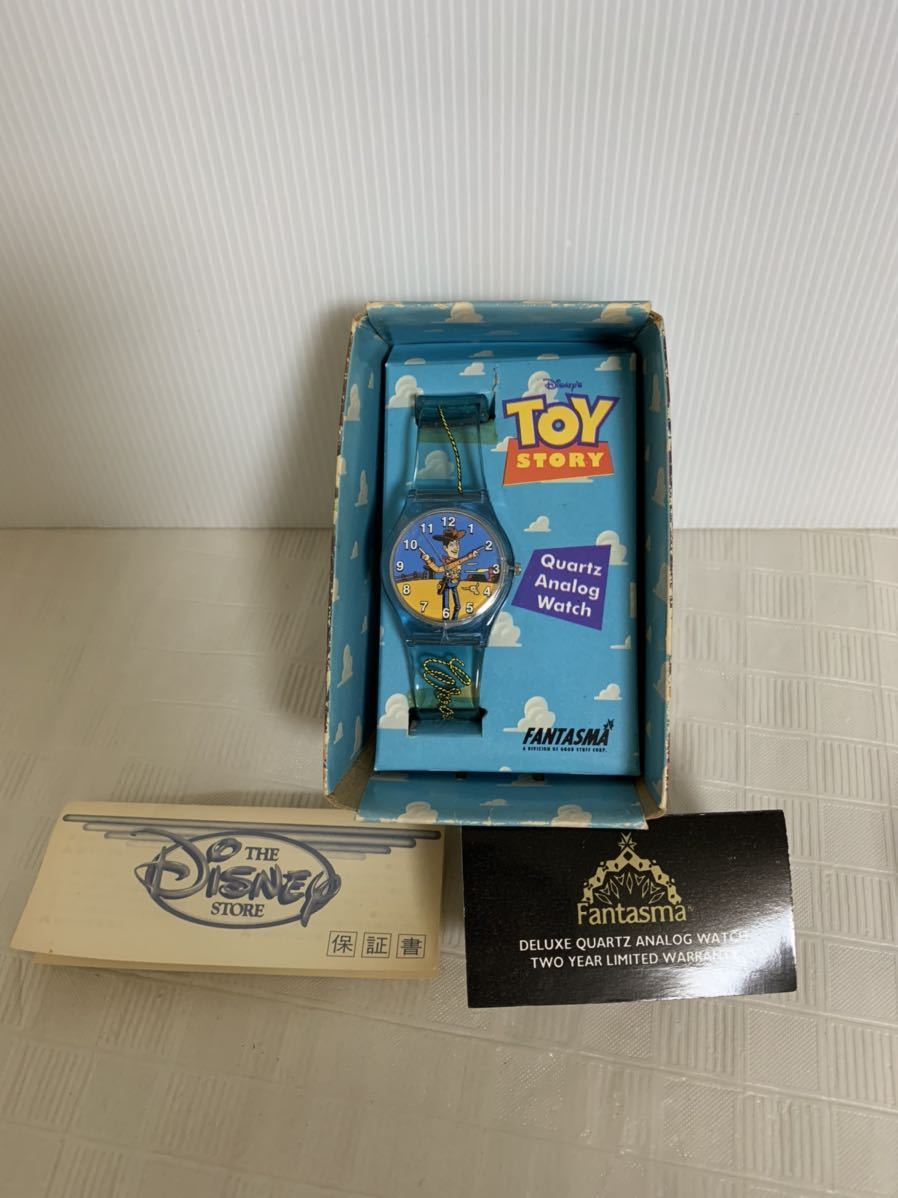 Disney's
TOY
STORY
Quartz
Analog
Watch
12
1
2
3
4
5
6
7
8
9
10
11
FANTASMA
A DIVISION OF GOOD STUFF CORP.
THE
DISNEY
STORE
保証書
Fantasma
DELUXE QUARTZ ANALOG WATCH
TWO YEAR LIMITED WARRANTY